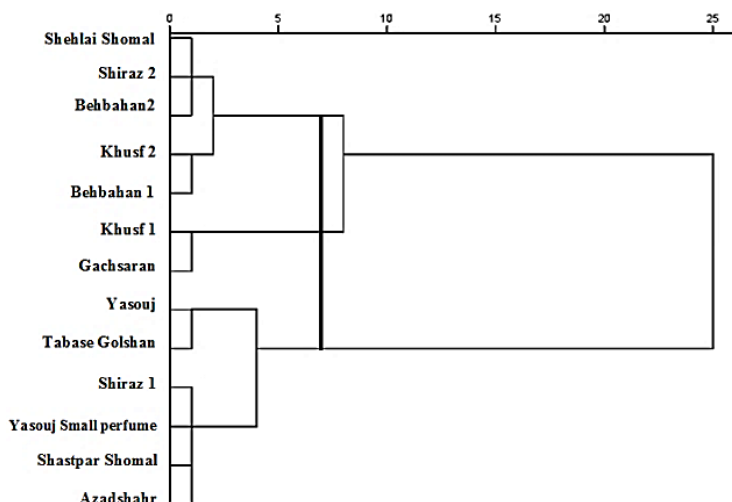 0 5 10 15 20 25
Shehlai Shomal
Shiraz 2
Behbahan2
Khusf 2
Behbahan 1
Khusf 1
Gachsaran
Yasouj
Tabase Golshan
Shiraz 1
Yasouj Small perfume
Shastpar Shomal
Azadshahr